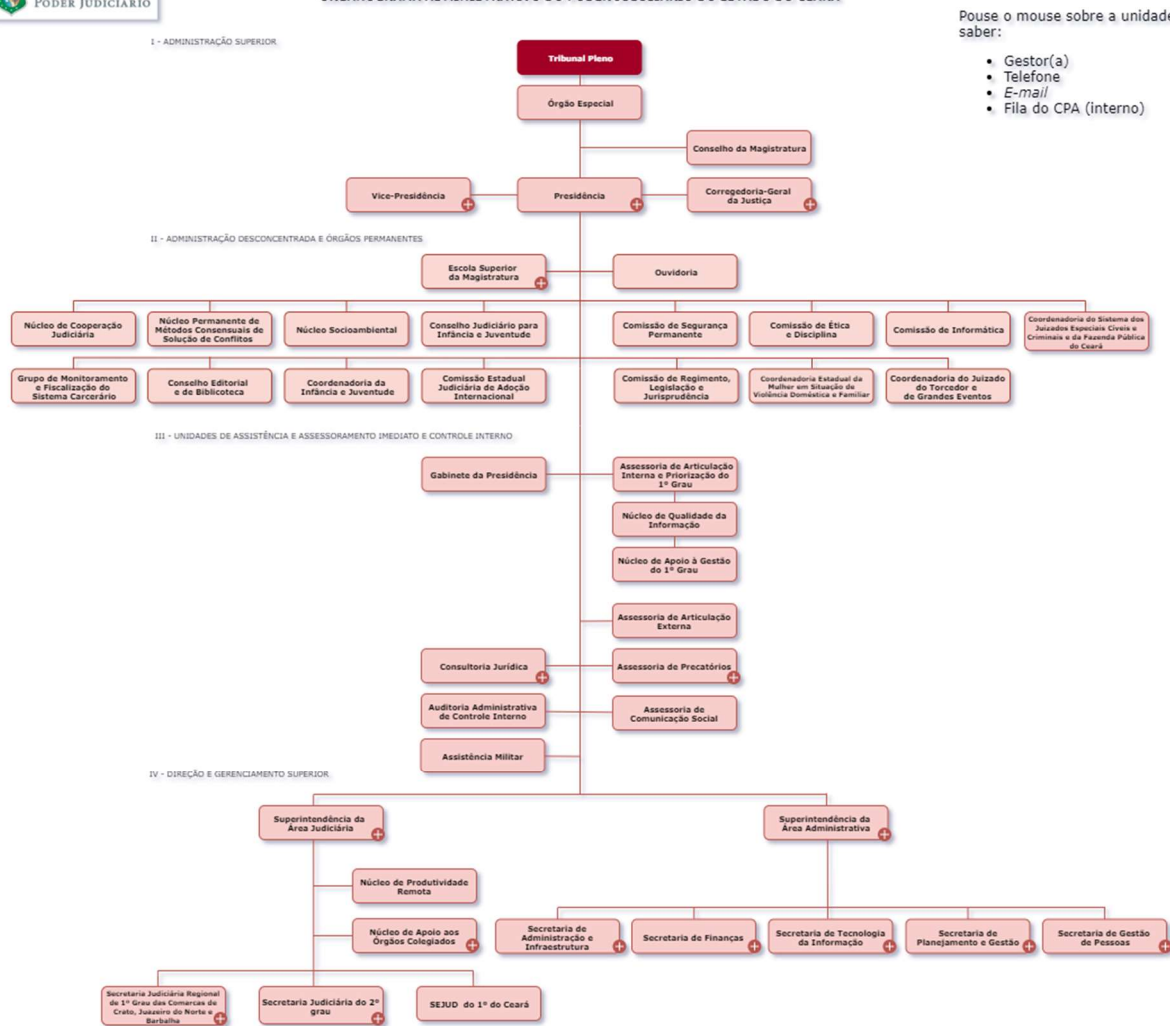 PODER JUDICIÁRIO
Pouse o mouse sobre a unidade
saber:
• Gestor(a)
• Telefone
• E-mail
• Fila do CPA (interno)
I - ADMINISTRAÇÃO SUPERIOR
Tribunal Pleno
Órgão Especial
Conselho da Magistratura
Vice-Presidência
Presidência
Corregedoria-Geral
da Justiça
II - ADMINISTRAÇÃO DESCONCENTRADA E ÓRGÃOS PERMANENTES
Escola Superior
da Magistratura
Ouvidoria
Núcleo de Cooperação
Judiciária
Núcleo Permanente de
Métodos Consensuais de
Solução de Conflitos
Núcleo Socioambiental
Conselho Judiciário para
Infância e Juventude
Comissão de Segurança
Permanente
Comissão de Ética
e Disciplina
Comissão de Informática
Coordenadoria do Sistema dos
Juizados Especiais Cíveis e
Criminais e da Fazenda Pública
do Ceará
Grupo de Monitoramento
e Fiscalização do
Sistema Carcerário
Conselho Editorial
e de Biblioteca
Coordenadoria da
Infância e Juventude
Comissão Estadual
Judiciária de Adoção
Internacional
Comissão de Regimento,
Legislação e
Jurisprudência
Coordenadoria Estadual da
Mulher em Situação de
Violência Doméstica e Familiar
Coordenadoria do Juizado
do Torcedor e
de Grandes Eventos
III - UNIDADES DE ASSISTÊNCIA E ASSESSORAMENTO IMEDIATO E CONTROLE INTERNO
Gabinete da Presidência
Assessoria de Articulação
Interna e Priorização do
1º Grau
Núcleo de Qualidade da
Informação
Núcleo de Apoio à Gestão
do 1º Grau
Assessoria de Articulação
Externa
Consultoria Jurídica
Assessoria de Precatórios
Auditoria Administrativa
de Controle Interno
Assessoria de
Comunicação Social
Assistência Militar
IV - DIREÇÃO E GERENCIAMENTO SUPERIOR
Superintendência da
Área Judiciária
Superintendência da
Área Administrativa
Núcleo de Produtividade
Remota
Núcleo de Apoio aos
Órgãos Colegiados
Secretaria de
Administração e
Infraestrutura
Secretaria de Finanças
Secretaria de Tecnologia
da Informação
Secretaria de
Planejamento e Gestão
Secretaria de Gestão
de Pessoas
Secretaria Judiciária Regional
de 1º Grau das Comarcas de
Crato, Juazeiro do Norte e
Barbalha
Secretaria Judiciária do 2º
grau
SEJUD do 1º do Ceará